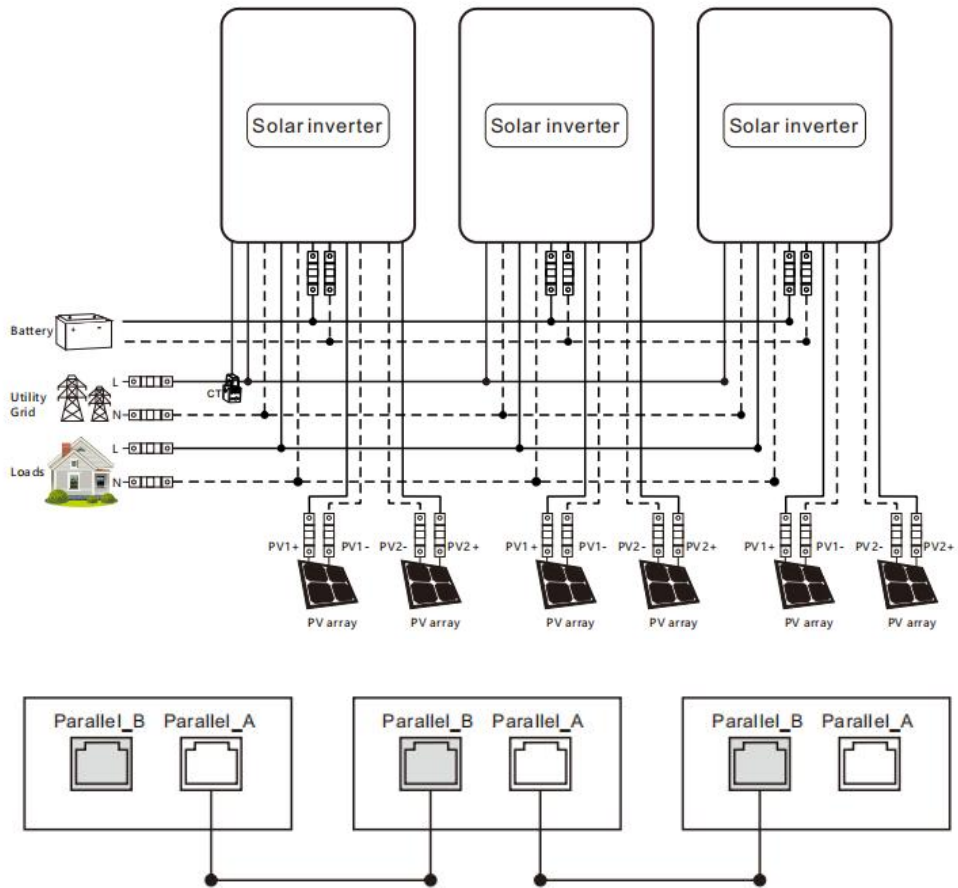 Solar inverter Solar inverter Solar inverter
Battery
L
CT
Utility
Grid
N
L
Loads
N
PV1+ PV1- PV2- PV2+ PV1+ PV1- PV2- PV2+ PV1+ PV1- PV2- PV2+
PV array PV array PV array PV array PV array PV array
Parallel_B Parallel_A Parallel_B Parallel_A Parallel_B Parallel_A